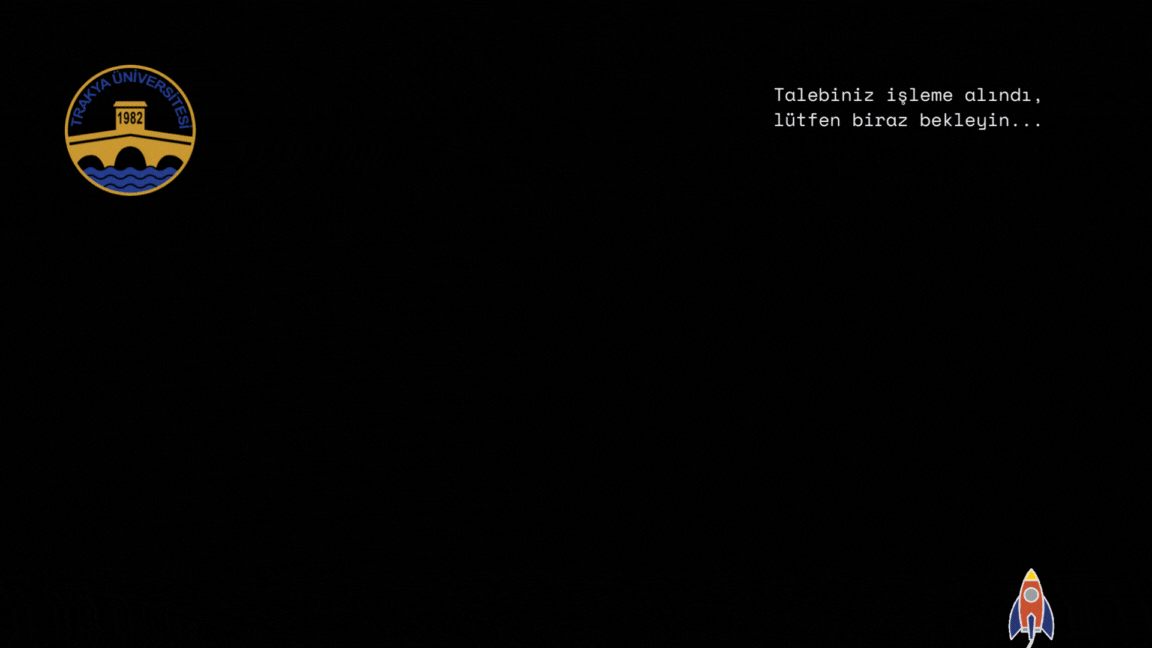 TRAKYA ÜNİVERSİTESİ
1982
Talebiniz işleme alındı,
lütfen biraz bekleyin...